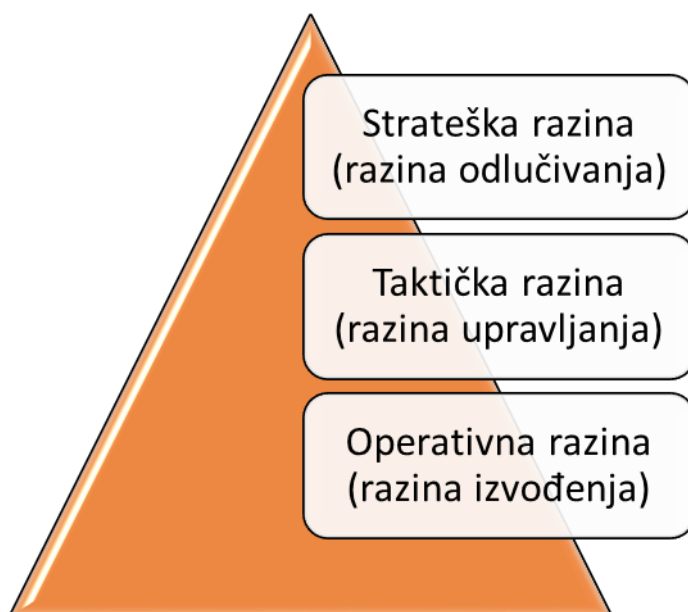 Strateška razina
(razina odlučivanja)
Taktička razina
(razina upravljanja)
Operativna razina
(razina izvođenja)